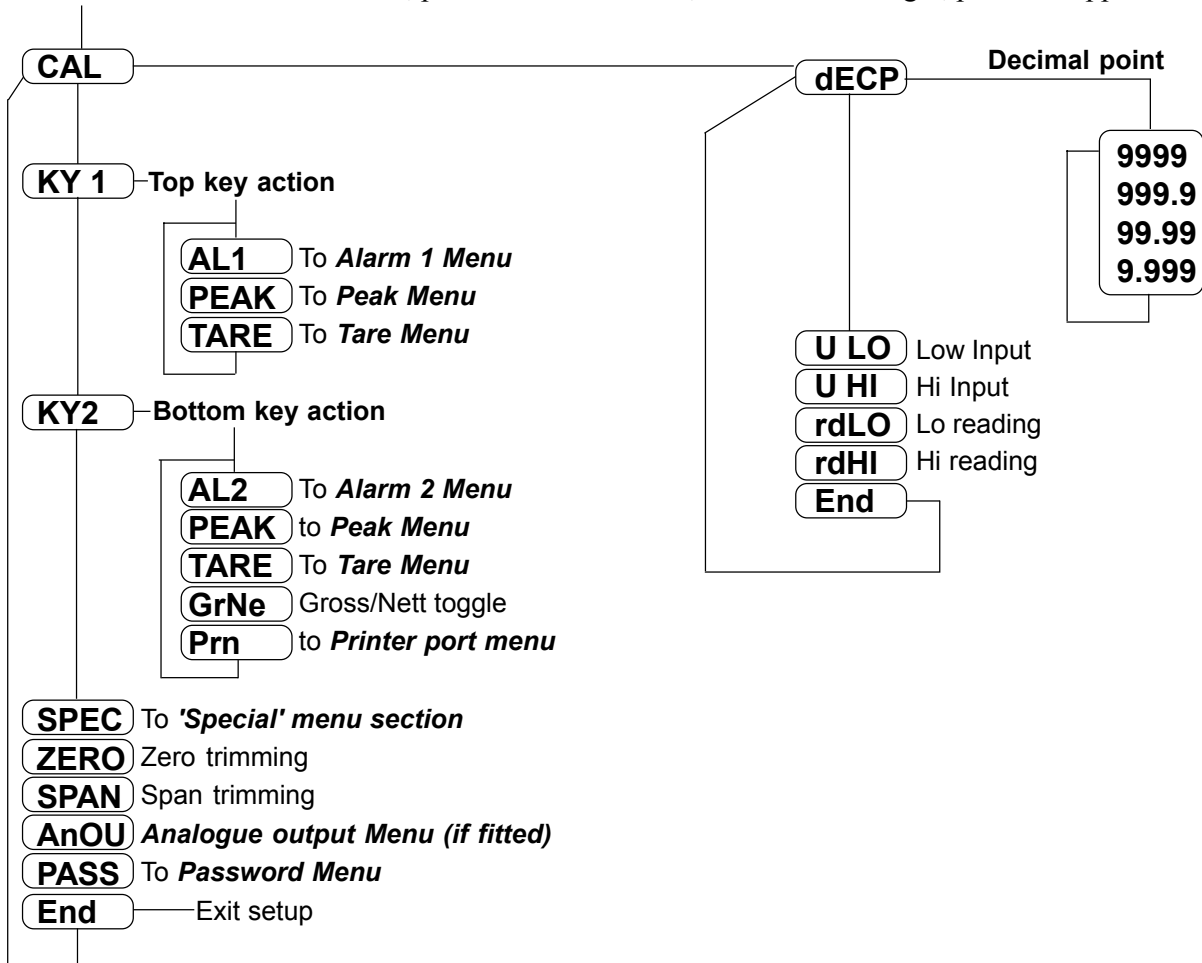 CAL
KY 1 Top key action
AL1 To Alarm 1 Menu
PEAK To Peak Menu
TARE To Tare Menu
KY2 Bottom key action
AL2 To Alarm 2 Menu
PEAK to Peak Menu
TARE To Tare Menu
GrNe Gross/Nett toggle
Prn to Printer port menu
SPEC To 'Special' menu section
ZERO Zero trimming
SPAN Span trimming
AnOU Analogue output Menu (if fitted)
PASS To Password Menu
End Exit setup
dECP Decimal point
9999
999.9
99.99
9.999
U LO Low Input
U HI Hi Input
rdLO Lo reading
rdHI Hi reading
End